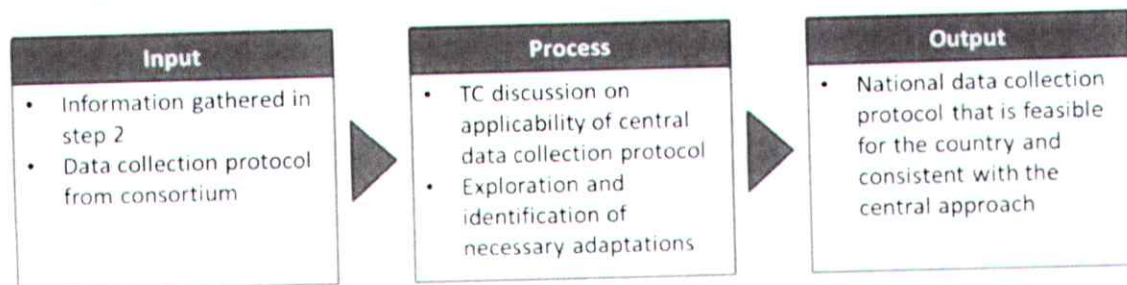 Input
• Information gathered in
step 2
• Data collection protocol
from consortium
Process
• TC discussion on
applicability of central
data collection protocol
• Exploration and
identification of
necessary adaptations
Output
• National data collection
protocol that is feasible
for the country and
consistent with the
central approach